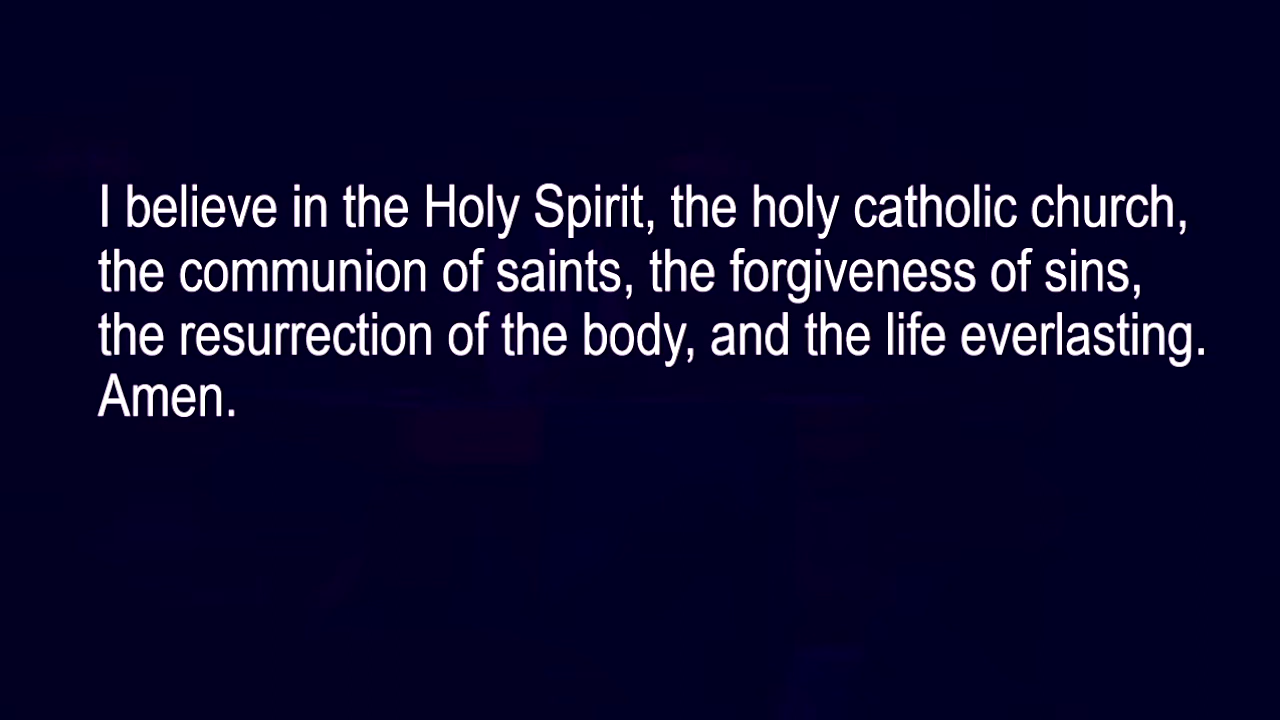 I believe in the Holy Spirit, the holy catholic church,
the communion of saints, the forgiveness of sins,
the resurrection of the body, and the life everlasting.
Amen.